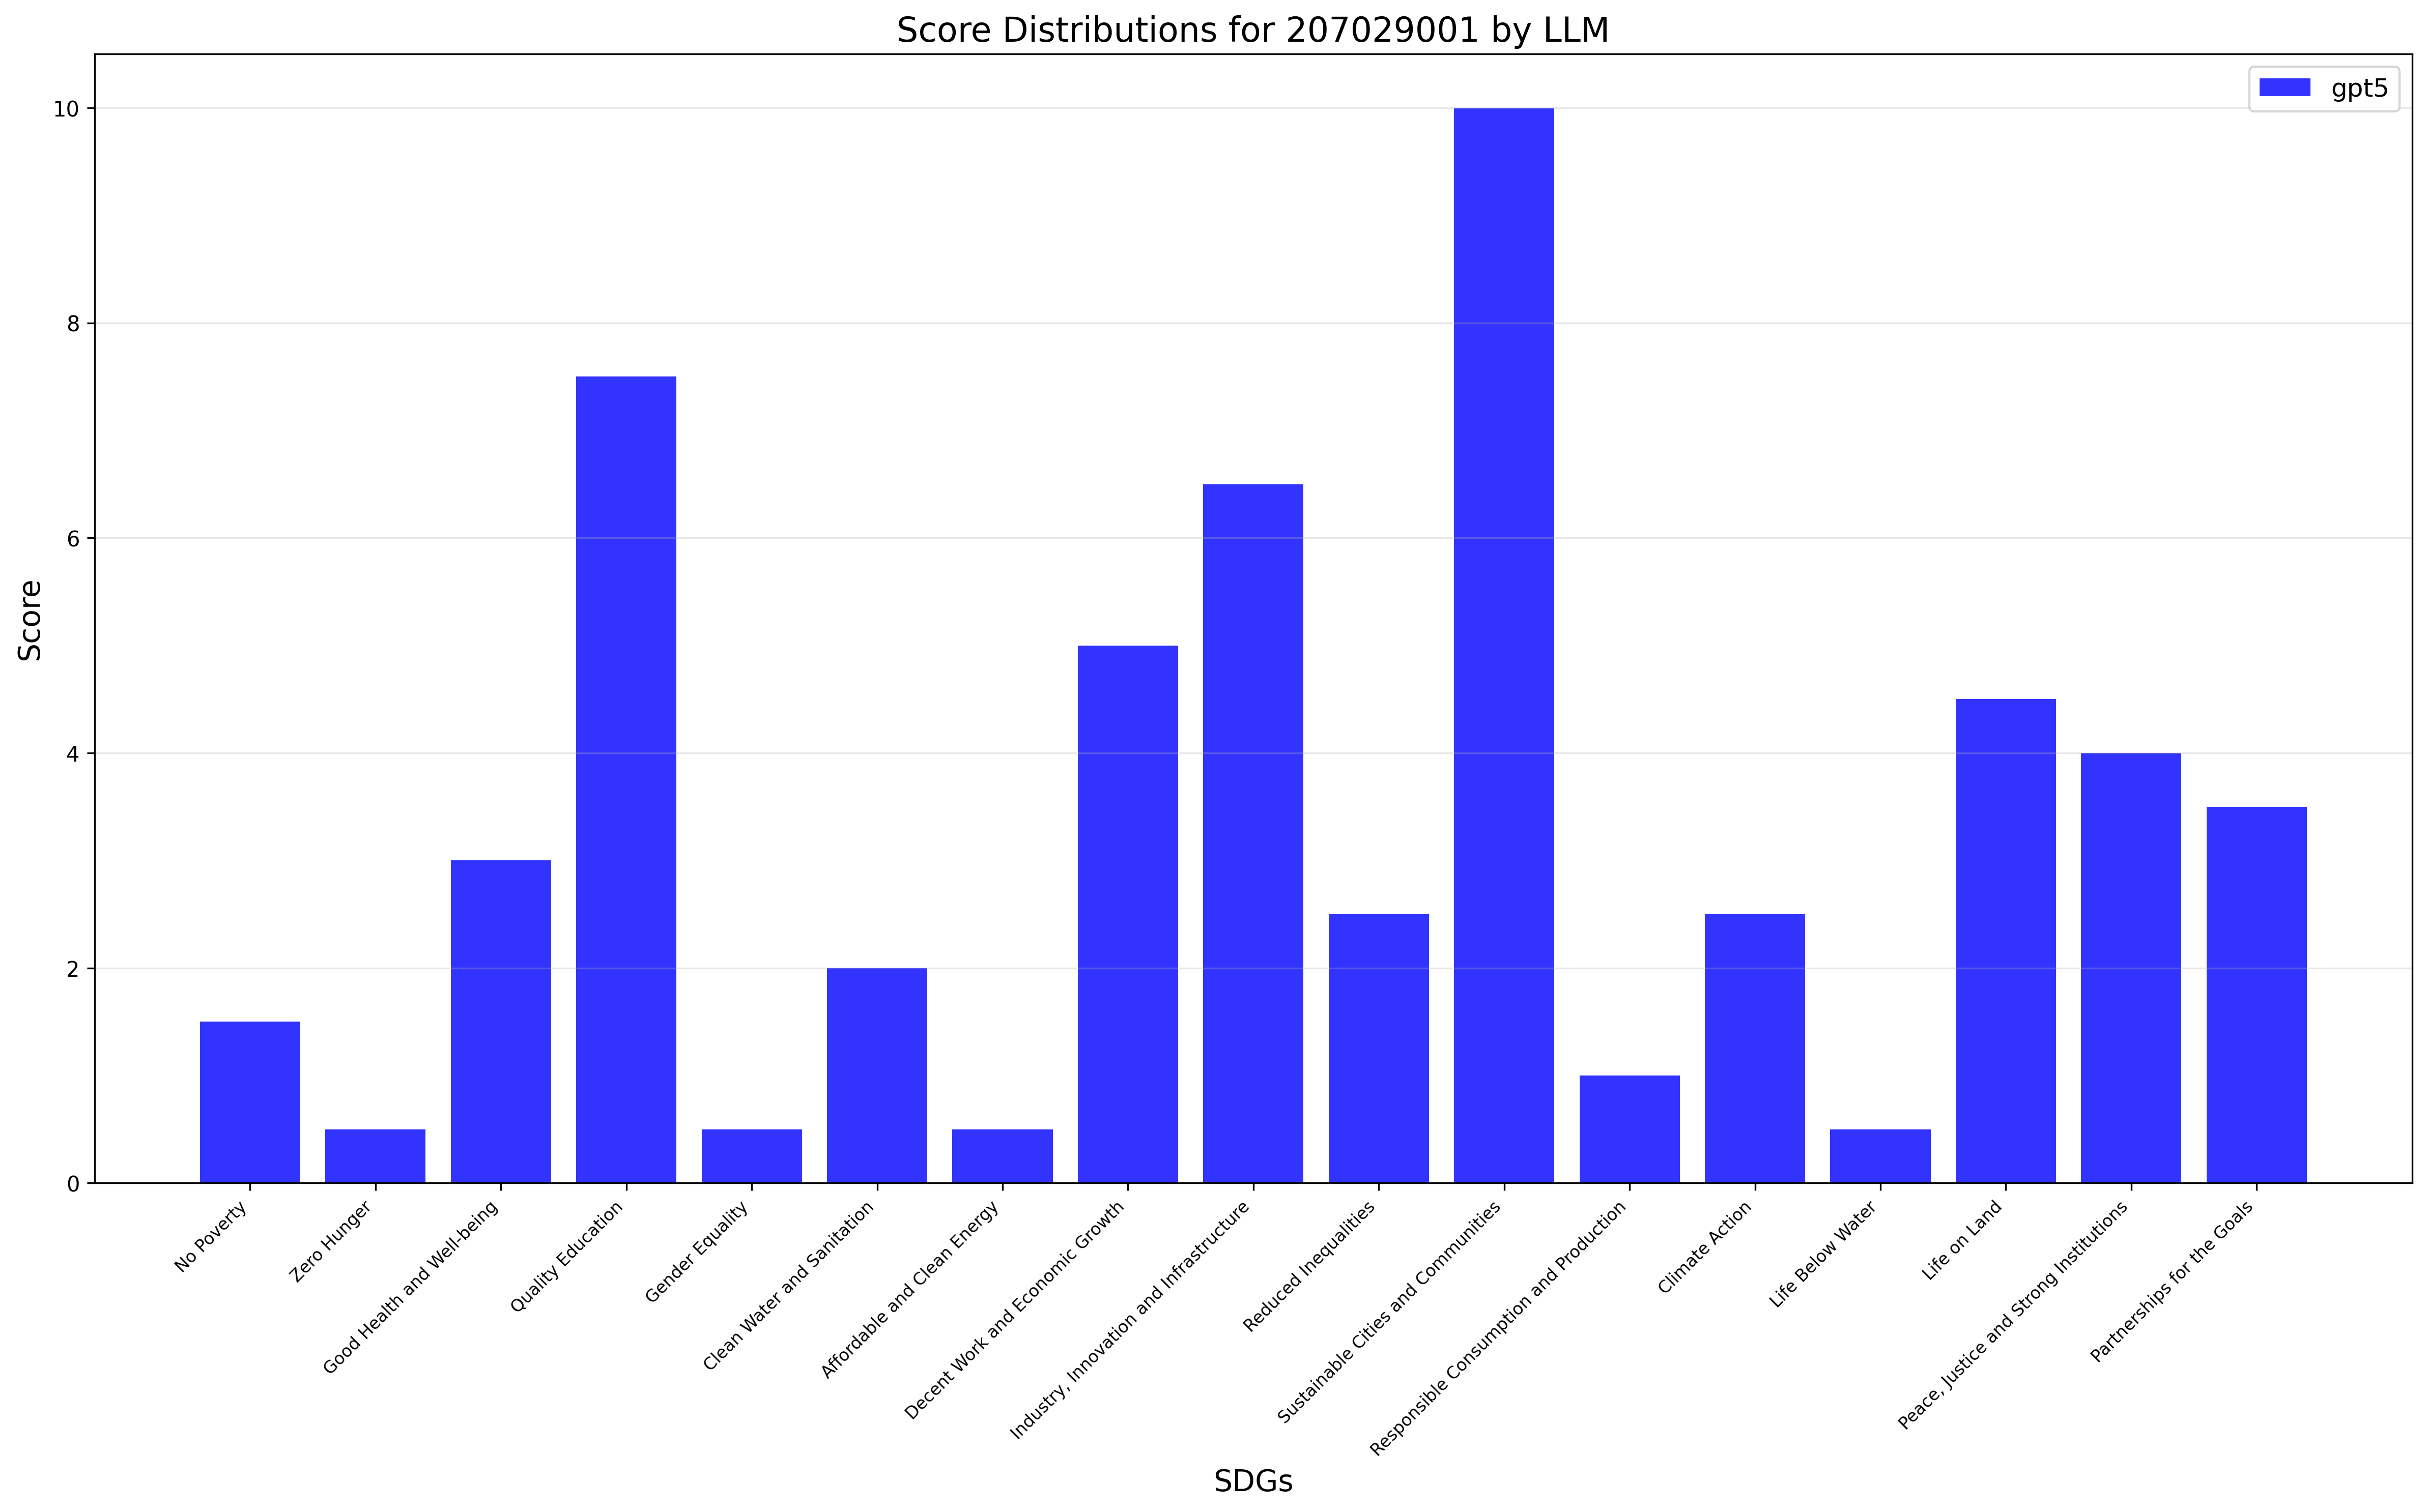 Score Distributions for 207029001 by LLM
gpt5
Score
10
8
6
4
2
0
No Poverty
Zero Hunger
Good Health and Well-being
Quality Education
Gender Equality
Clean Water and Sanitation
Affordable and Clean Energy
Decent Work and Economic Growth
Industry, Innovation and Infrastructure
Reduced Inequalities
Sustainable Cities and Communities
Responsible Consumption and Production
Climate Action
Life Below Water
Life on Land
Peace, Justice and Strong Institutions
Partnerships for the Goals
SDGs